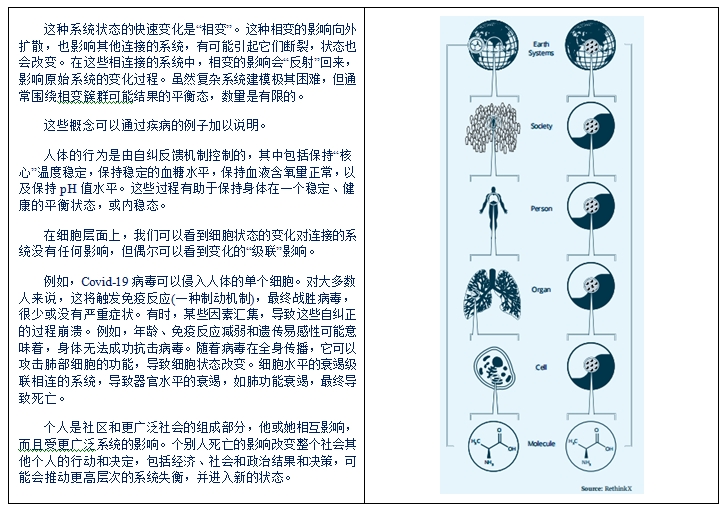 这种系统状态的快速变化是“相变”。这种相变的影响向外
扩散，也影响其他连接的系统，有可能引起它们断裂，状态也
会改变。在这些相连接的系统中，相变的影响会“反射”回来，
影响原始系统的变化过程。虽然复杂系统建模极其困难，但通
常围绕相变簇群可能结果的平衡态，数量是有限的。
这些概念可以通过疾病的例子加以说明。
人体的行为是由自纠反馈机制控制的，其中包括保持“核
心”温度稳定，保持稳定的血糖水平，保持血液含氧量正常，以
及保持 pH 值水平。这些过程有助于保持身体在一个稳定、健
康的平衡状态，或内稳态。
在细胞层面上，我们可以看到细胞状态的变化对连接的系
统没有任何影响，但偶尔可以看到变化的“级联”影响。
例如，Covid-19 病毒可以侵入人体的单个细胞。对大多数
人来说，这将触发免疫反应(一种制动机制)，最终战胜病毒，
很少或没有严重症状。有时，某些因素汇集，导致这些自纠正
的过程崩溃。例如，年龄、免疫反应减弱和遗传易感性可能意
味着，身体无法成功抗击病毒。随着病毒在全身传播，它可以
攻击肺部细胞的功能，导致细胞状态改变。细胞水平的衰竭级
联相连的系统，导致器官水平的衰竭，如肺功能衰竭，最终导
致死亡。
个人是社区和更广泛社会的组成部分，他或她相互影响，
而且受更广泛系统的影响。个别人死亡的影响改变整个社会其
他个人的行动和决定，包括经济、社会和政治结果和决策，可
能会推动更高层次的系统失衡，并进入新的状态。
Earth
Systems
Society
Person
Organ
Cell
Molecule
H₃C
O
OH
NH₂
H₃C
O
OH
NH₂
Source: RethinkX